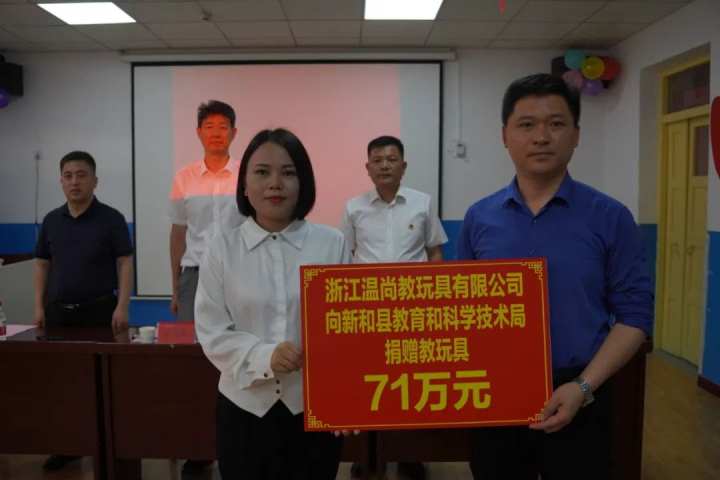 浙江温尚教玩具有限公司
向新和县教育和科学技术局
捐赠教玩具
71万元